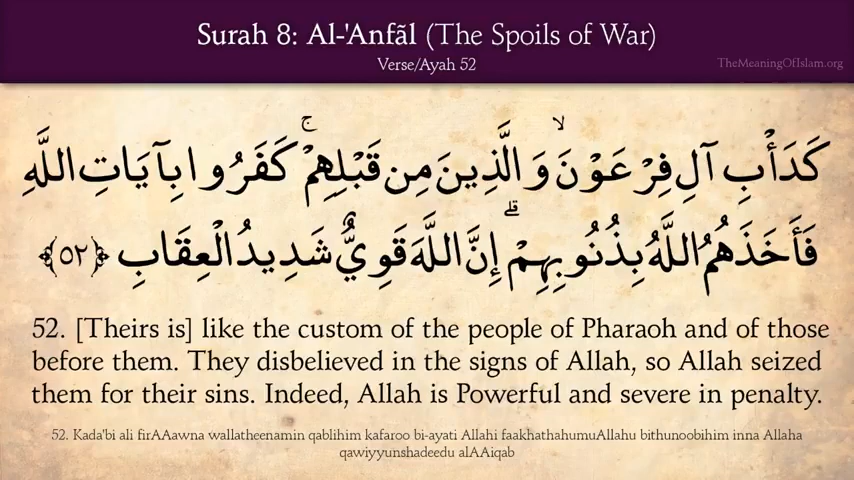 Surah 8: Al-'Anfãl (The Spoils of War)
Verse/Ayah 52
TheMeaningOfIslam.org
كَدَأْبِ آلِ فِرْعَوْنَ ۙ وَالَّذِينَ مِن قَبْلِهِمْ ۚ كَفَرُوا بِآيَاتِ اللَّهِ
فَأَخَذَهُمُ اللَّهُ بِذُنُوبِهِمْ ۗ إِنَّ اللَّهَ قَوِيٌّ شَدِيدُ الْعِقَابِ ﴿٥٢﴾
52. [Theirs is] like the custom of the people of Pharaoh and of those
before them. They disbelieved in the signs of Allah, so Allah seized
them for their sins. Indeed, Allah is Powerful and severe in penalty.
52. Kada'bi ali firAAawna wallatheenamin qablihim kafaroo bi-ayati Allahi faakhathahumuAllahu bithunoobihim inna Allaha
qawiyyunshadeedu alAAiqab